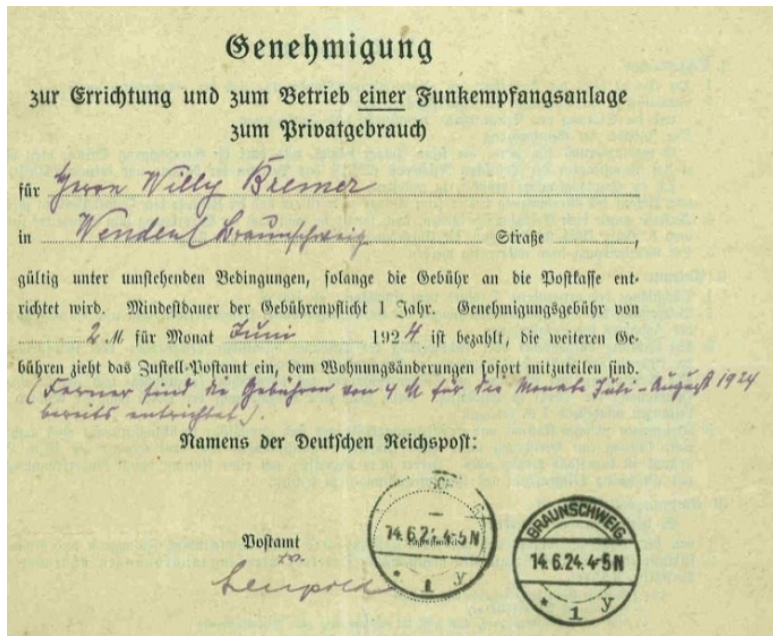 Genehmigung
zur Errichtung und zum Betrieb einer Funkempfangsanlage
zum Privatgebrauch
für Herrn Willy Bremer
in Wenden / Braunschweig Straße ,
gültig unter umstehenden Bedingungen, solange die Gebühr an die Postkasse ent-
richtet wird. Mindestdauer der Gebührenpflicht 1 Jahr. Genehmigungsgebühr von
2 M für Monat Juni 1924 ist bezahlt, die weiteren Ge-
bühren zieht das Zustell-Postamt ein, dem Wohnungsänderungen sofort mitzuteilen sind.
(Ferner sind die Gebühren von 4 M für die Monate Juli - August 1924
bereits entrichtet).
Namens der Deutschen Reichspost:
Postamt
Leupold
14.6.24. 4-5 N
* 1 y
BRAUNSCHWEIG
14.6.24. 4-5 N
* 1 y